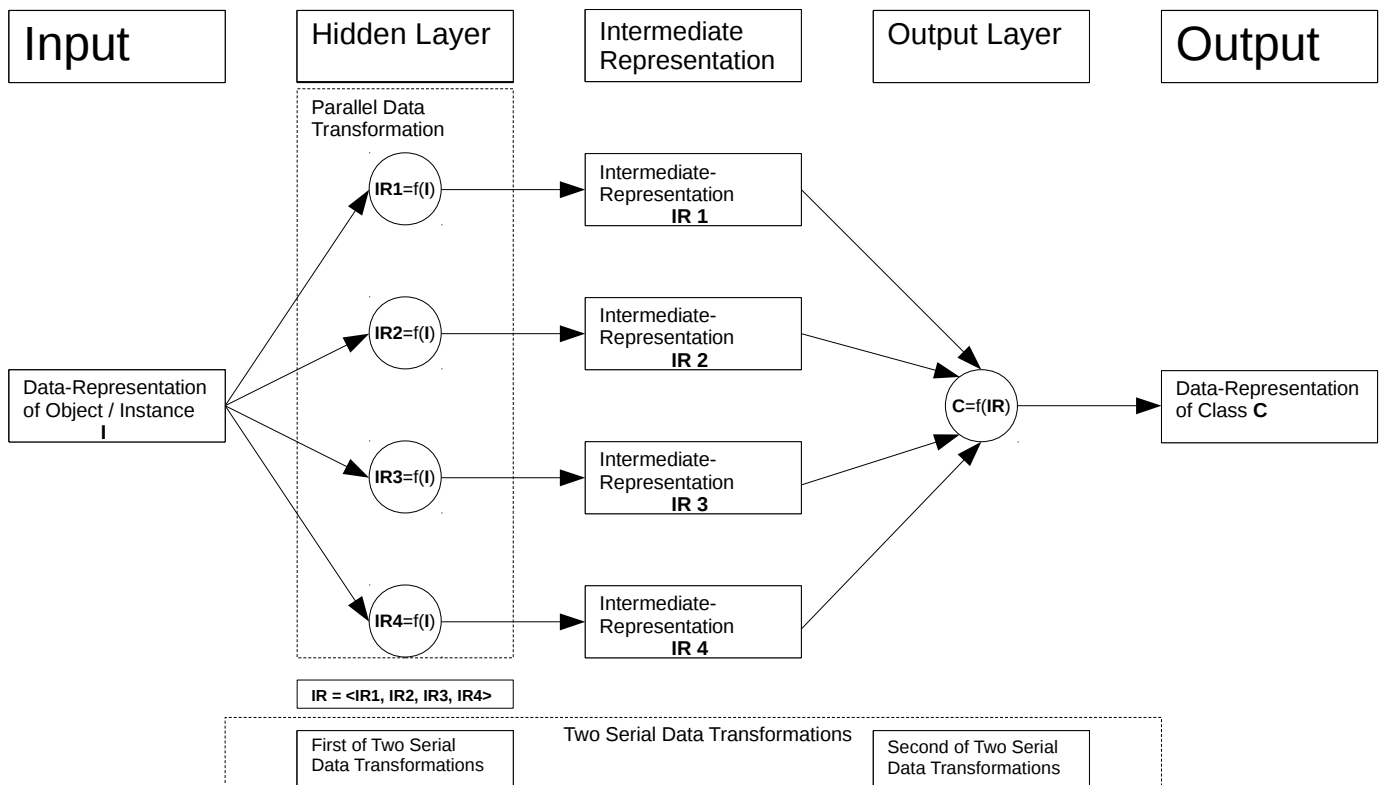 Input
Hidden Layer
Intermediate
Representation
Output Layer
Output
Parallel Data
Transformation
IR1=f(I)
Intermediate-
Representation
IR 1
IR2=f(I)
Intermediate-
Representation
IR 2
Data-Representation
of Object / Instance
I
C=f(IR)
Data-Representation
of Class C
IR3=f(I)
Intermediate-
Representation
IR 3
IR4=f(I)
Intermediate-
Representation
IR 4
IR = <IR1, IR2, IR3, IR4>
Two Serial Data Transformations
First of Two Serial
Data Transformations
Second of Two Serial
Data Transformations